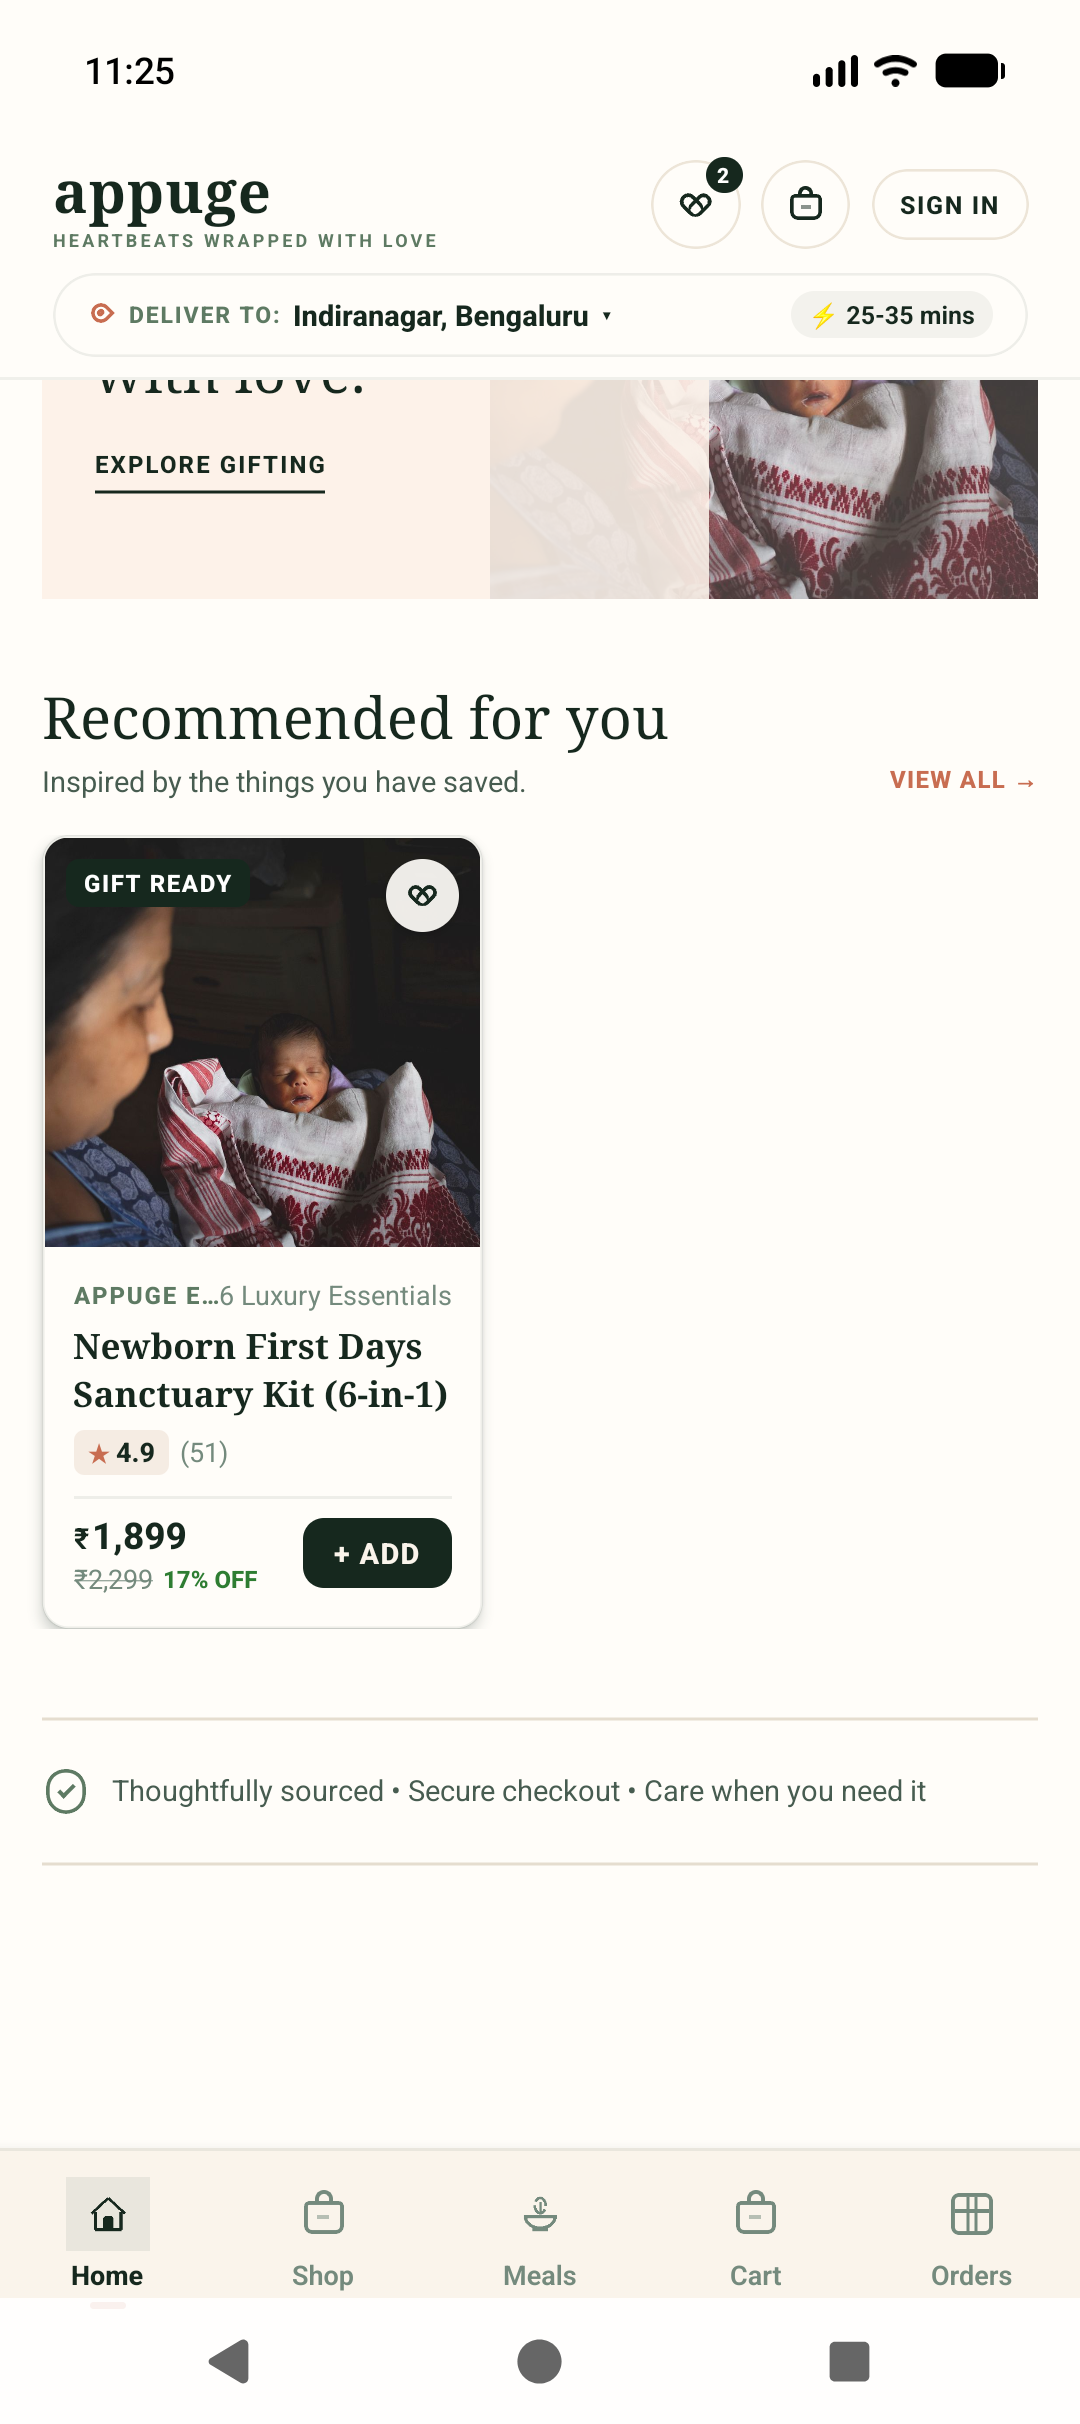 11:25
appuge
2
SIGN IN
HEARTBEATS WRAPPED WITH LOVE
DELIVER TO: Indiranagar, Bengaluru ▾
⚡ 25-35 mins
with love.
EXPLORE GIFTING
Recommended for you
Inspired by the things you have saved.
VIEW ALL →
GIFT READY
APPUGE E... 6 Luxury Essentials
Newborn First Days
Sanctuary Kit (6-in-1)
★ 4.9 (51)
₹1,899
+ ADD
₹2,299 17% OFF
Thoughtfully sourced • Secure checkout • Care when you need it
Home
Shop
Meals
Cart
Orders